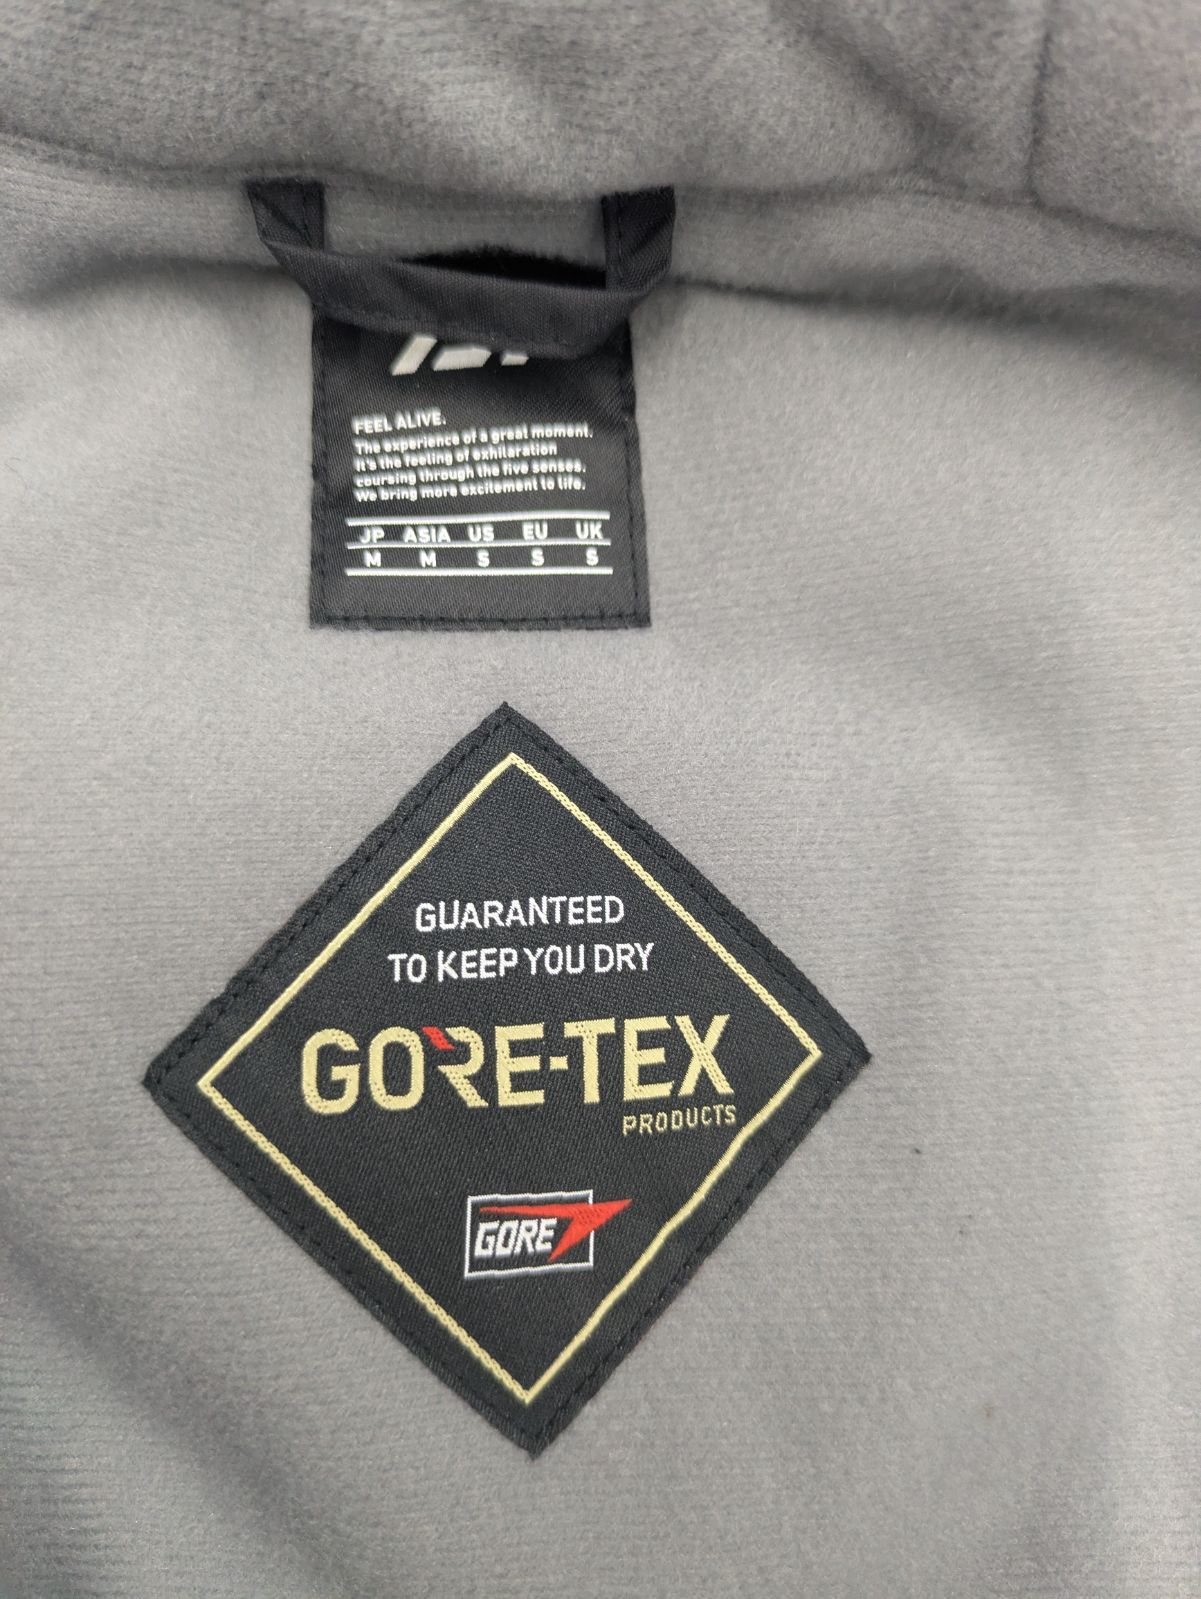 FEEL ALIVE.
The experience of a great moment.
It's the feeling of exhilaration
coursing through the five senses.
We bring more excitement to life.
JP ASIA US EU UK
M M S S S
GUARANTEED
TO KEEP YOU DRY
GORE-TEX
PRODUCTS
GORE